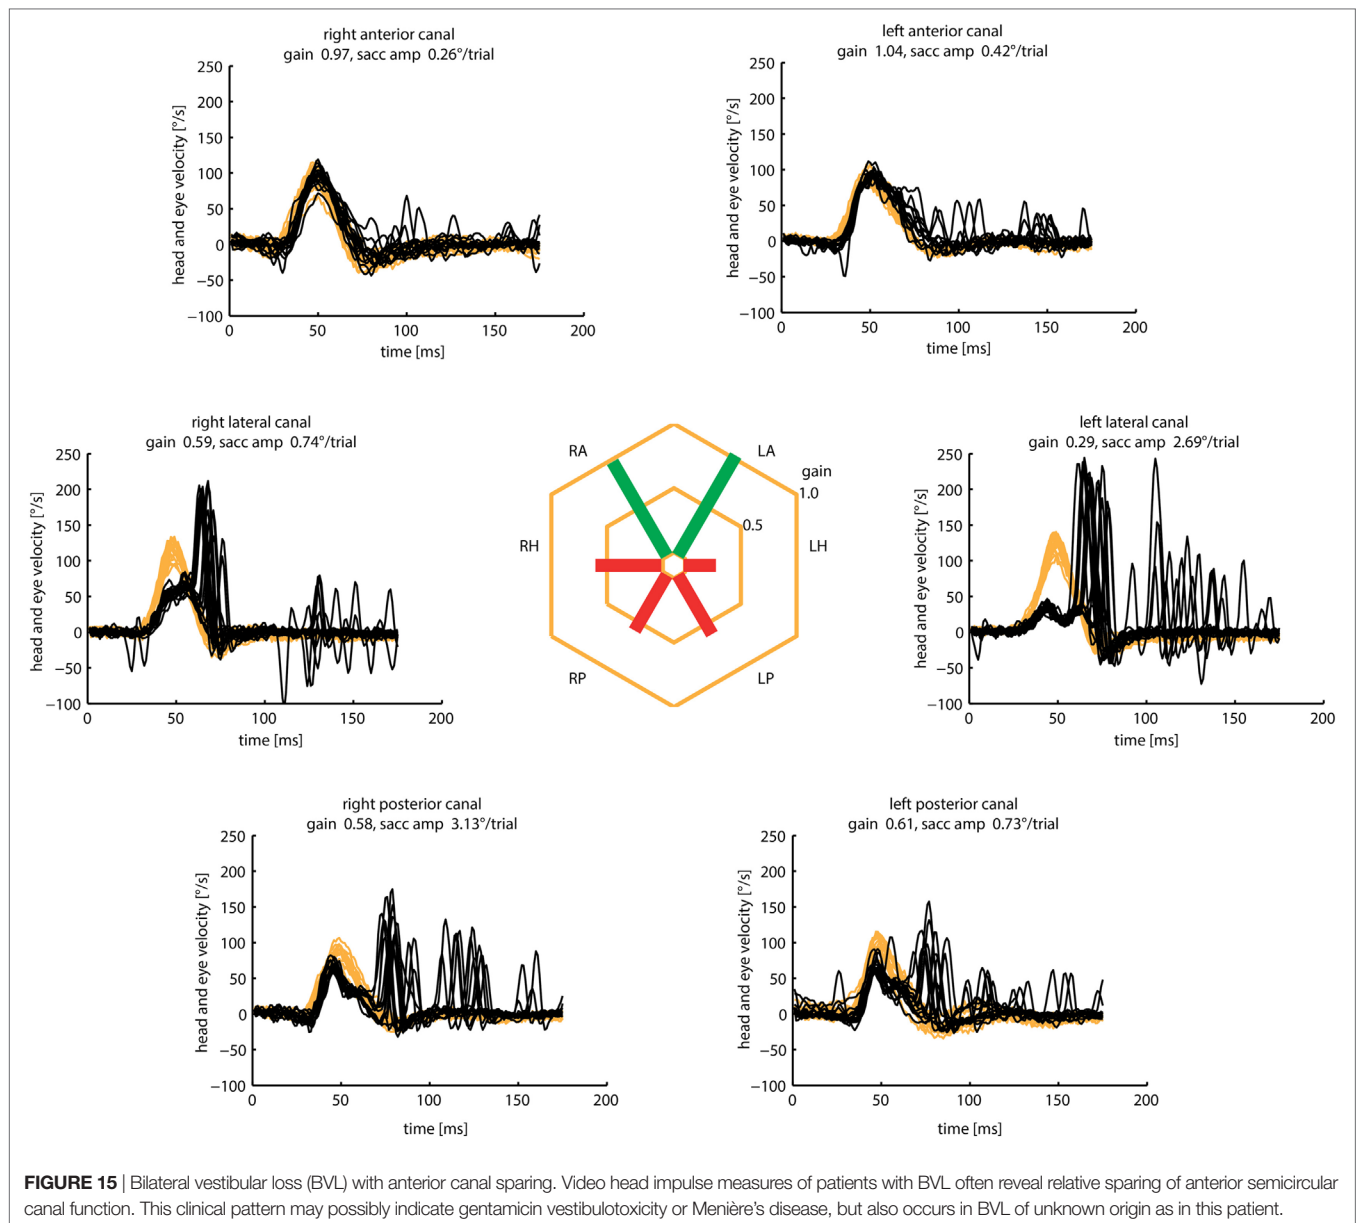 right anterior canal
gain 0.97, sacc amp 0.26°/trial
head and eye velocity [°/s]
250
200
150
100
50
0
−50
−100
0 50 100 150 200
time [ms]
left anterior canal
gain 1.04, sacc amp 0.42°/trial
head and eye velocity [°/s]
250
200
150
100
50
0
−50
−100
0 50 100 150 200
time [ms]
right lateral canal
gain 0.59, sacc amp 0.74°/trial
head and eye velocity [°/s]
250
200
150
100
50
0
−50
−100
0 50 100 150 200
time [ms]
RA LA
gain
1.0
0.5
RH LH
RP LP
left lateral canal
gain 0.29, sacc amp 2.69°/trial
head and eye velocity [°/s]
250
200
150
100
50
0
−50
−100
0 50 100 150 200
time [ms]
right posterior canal
gain 0.58, sacc amp 3.13°/trial
head and eye velocity [°/s]
250
200
150
100
50
0
−50
−100
0 50 100 150 200
time [ms]
left posterior canal
gain 0.61, sacc amp 0.73°/trial
head and eye velocity [°/s]
250
200
150
100
50
0
−50
−100
0 50 100 150 200
time [ms]
FIGURE 15 | Bilateral vestibular loss (BVL) with anterior canal sparing. Video head impulse measures of patients with BVL often reveal relative sparing of anterior semicircular
canal function. This clinical pattern may possibly indicate gentamicin vestibulotoxicity or Menière's disease, but also occurs in BVL of unknown origin as in this patient.